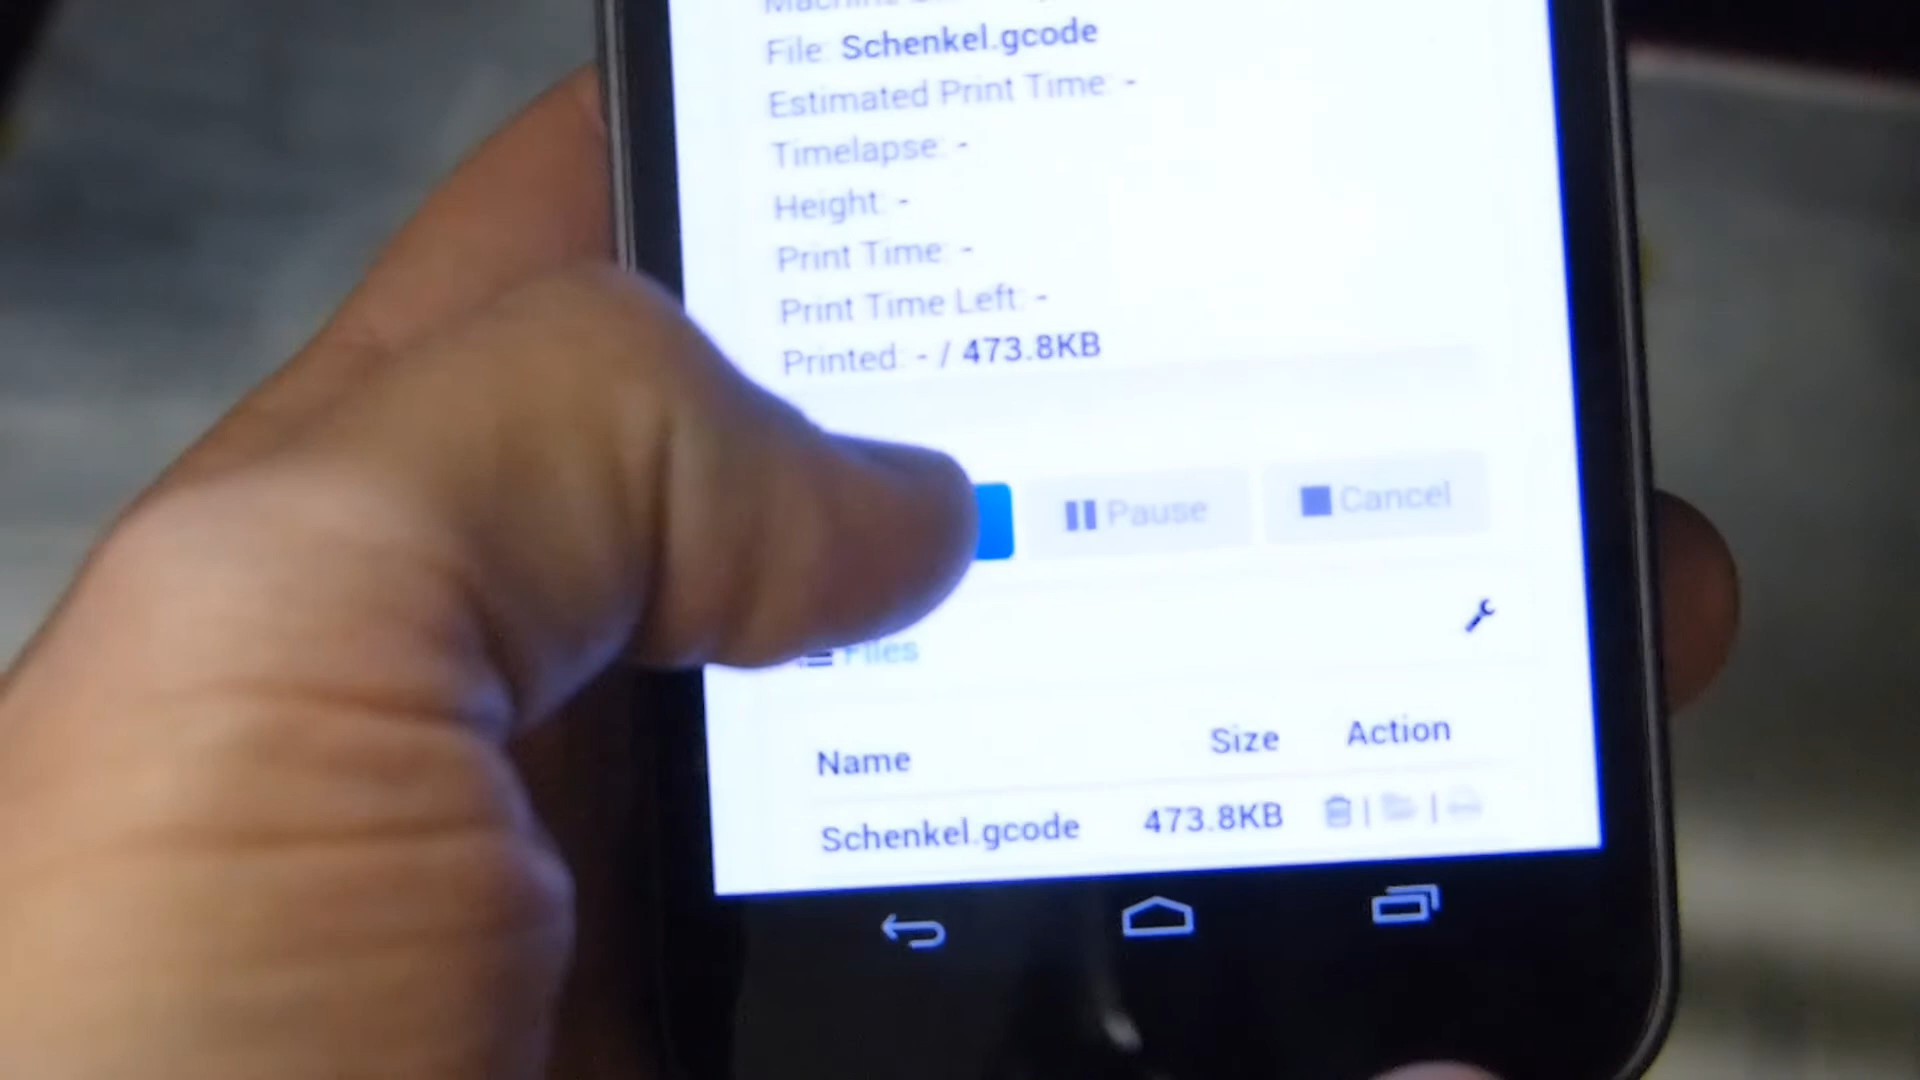 File: Schenkel.gcode
Estimated Print Time: -
Timelapse: -
Height: -
Print Time: -
Print Time Left: -
Printed: - / 473.8KB
Pause
Cancel
Files
Name Size Action
Schenkel.gcode 473.8KB | |